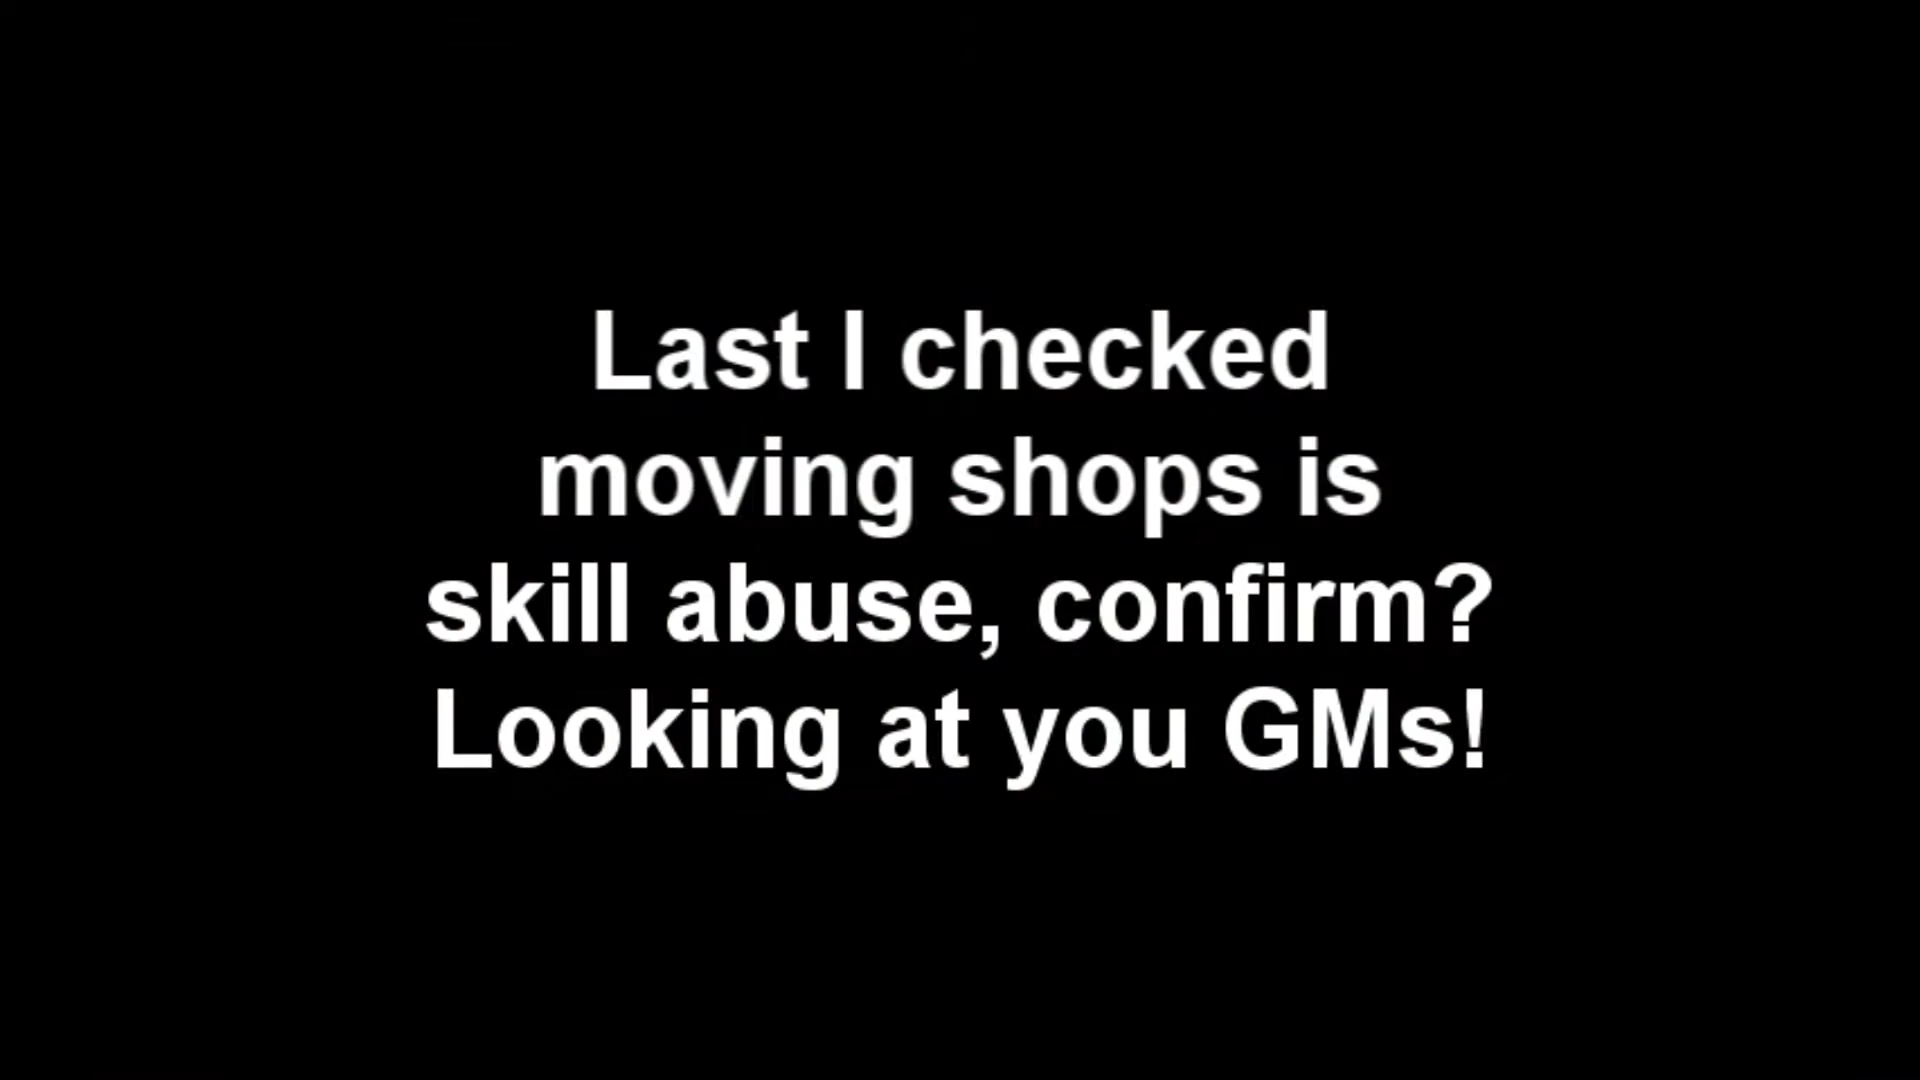 Last I checked
moving shops is
skill abuse, confirm?
Looking at you GMs!